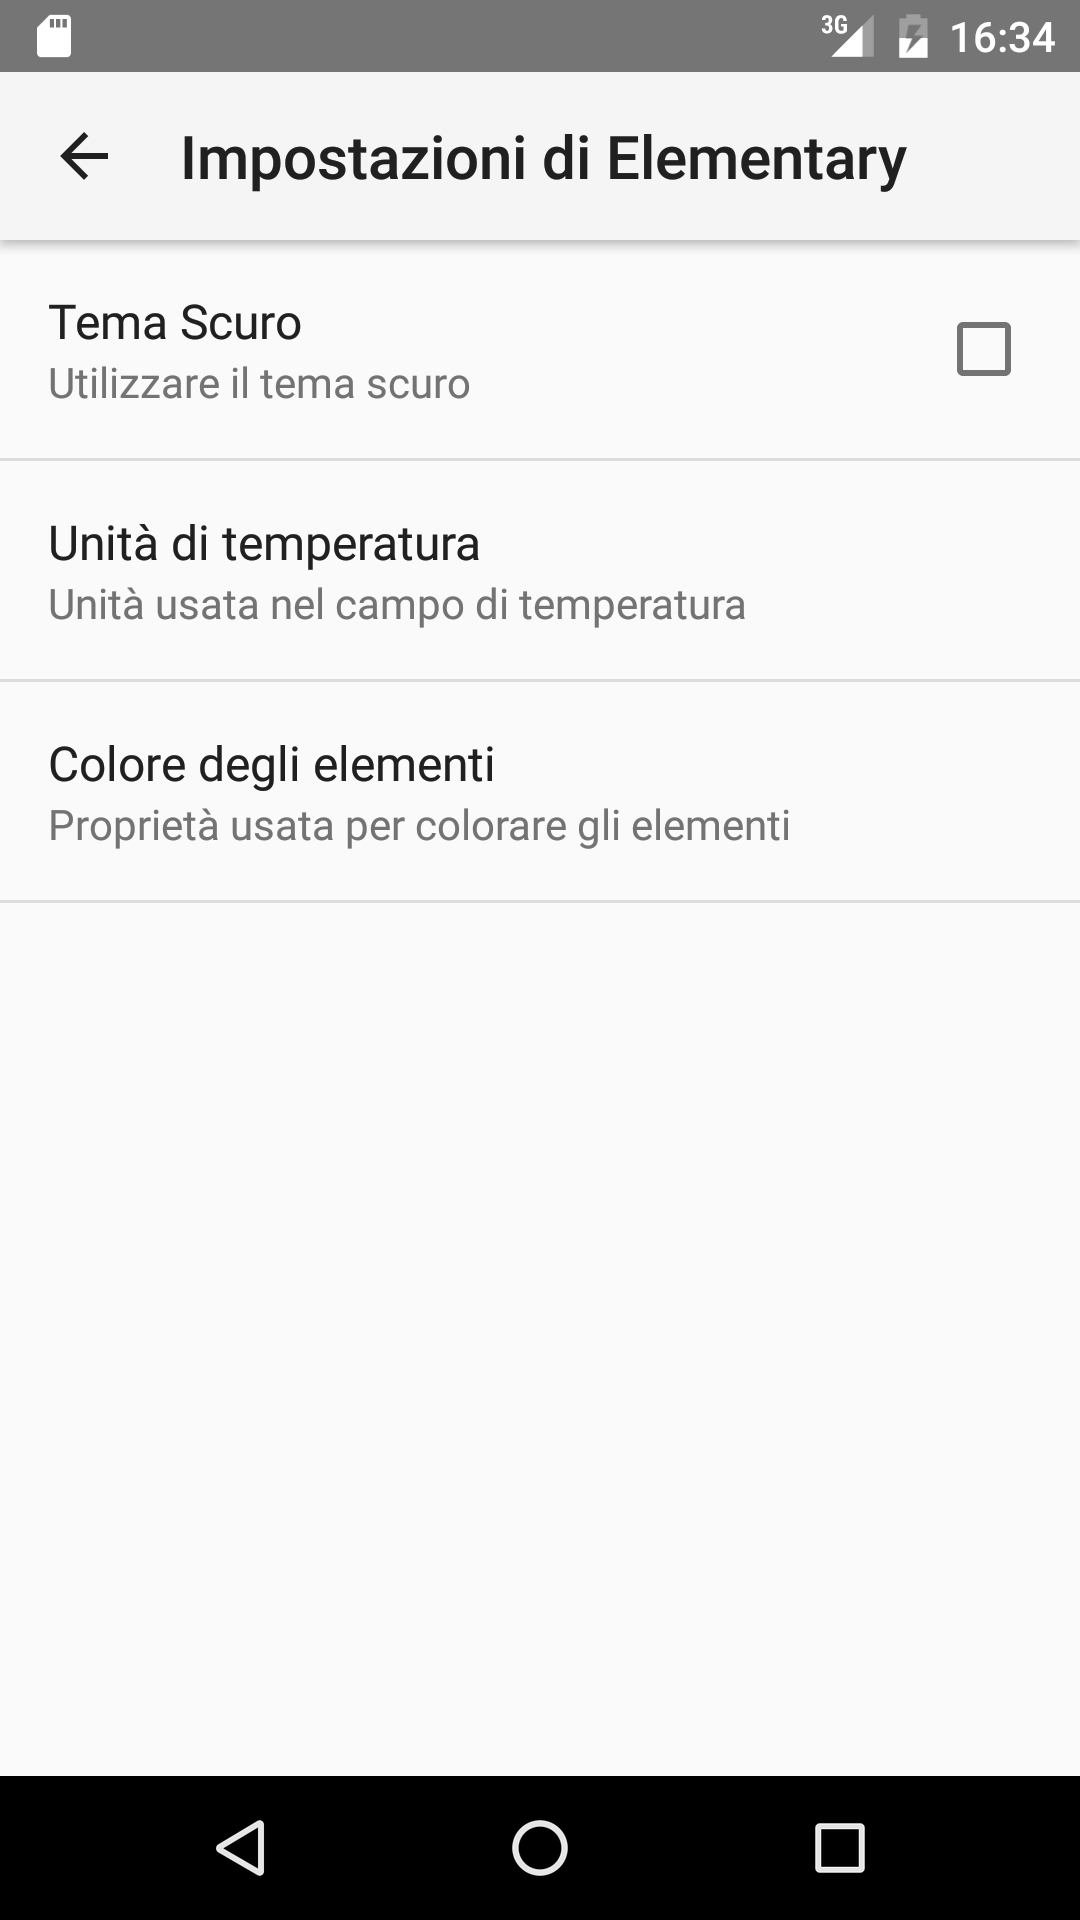 3G 16:34
Impostazioni di Elementary
Tema Scuro
Utilizzare il tema scuro
Unità di temperatura
Unità usata nel campo di temperatura
Colore degli elementi
Proprietà usata per colorare gli elementi